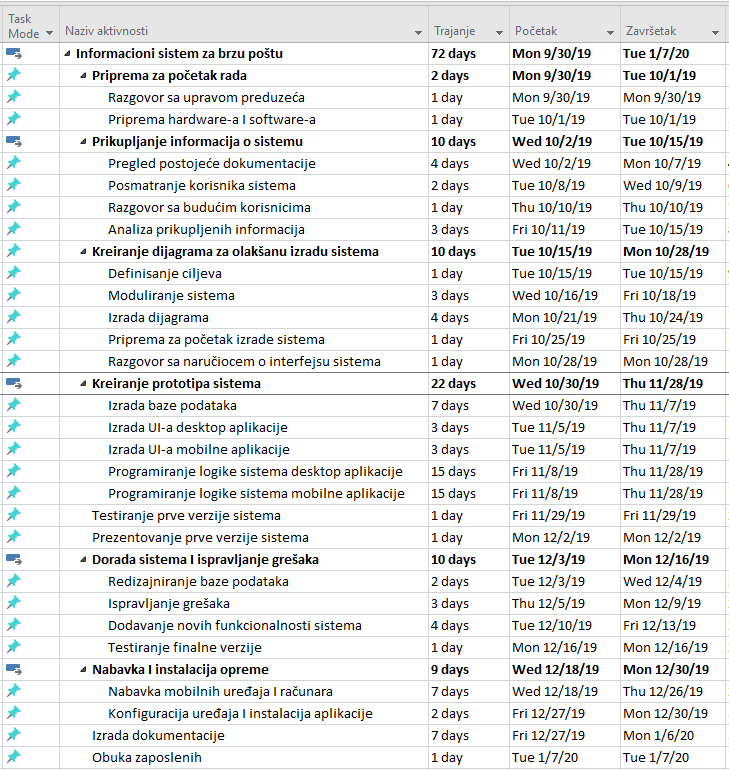 Task Mode Naziv aktivnosti Trajanje Početak Završetak
Informacioni sistem za brzu poštu 72 days Mon 9/30/19 Tue 1/7/20
Priprema za početak rada 2 days Mon 9/30/19 Tue 10/1/19
Razgovor sa upravom preduzeća 1 day Mon 9/30/19 Mon 9/30/19
Priprema hardware-a I software-a 1 day Tue 10/1/19 Tue 10/1/19
Prikupljanje informacija o sistemu 10 days Wed 10/2/19 Tue 10/15/19
Pregled postojeće dokumentacije 4 days Wed 10/2/19 Mon 10/7/19
Posmatranje korisnika sistema 2 days Tue 10/8/19 Wed 10/9/19
Razgovor sa budućim korisnicima 1 day Thu 10/10/19 Thu 10/10/19
Analiza prikupljenih informacija 3 days Fri 10/11/19 Tue 10/15/19
Kreiranje dijagrama za olakšanu izradu sistema 10 days Tue 10/15/19 Mon 10/28/19
Definisanje ciljeva 1 day Tue 10/15/19 Tue 10/15/19
Moduliranje sistema 3 days Wed 10/16/19 Fri 10/18/19
Izrada dijagrama 4 days Mon 10/21/19 Thu 10/24/19
Priprema za početak izrade sistema 1 day Fri 10/25/19 Fri 10/25/19
Razgovor sa naručiocem o interfejsu sistema 1 day Mon 10/28/19 Mon 10/28/19
Kreiranje prototipa sistema 22 days Wed 10/30/19 Thu 11/28/19
Izrada baze podataka 7 days Wed 10/30/19 Thu 11/7/19
Izrada UI-a desktop aplikacije 3 days Tue 11/5/19 Thu 11/7/19
Izrada UI-a mobilne aplikacije 3 days Tue 11/5/19 Thu 11/7/19
Programiranje logike sistema desktop aplikacije 15 days Fri 11/8/19 Thu 11/28/19
Programiranje logike sistema mobilne aplikacije 15 days Fri 11/8/19 Thu 11/28/19
Testiranje prve verzije sistema 1 day Fri 11/29/19 Fri 11/29/19
Prezentovanje prve verzije sistema 1 day Mon 12/2/19 Mon 12/2/19
Dorada sistema I ispravljanje grešaka 10 days Tue 12/3/19 Mon 12/16/19
Redizajniranje baze podataka 2 days Tue 12/3/19 Wed 12/4/19
Ispravljanje grešaka 3 days Thu 12/5/19 Mon 12/9/19
Dodavanje novih funkcionalnosti sistema 4 days Tue 12/10/19 Fri 12/13/19
Testiranje finalne verzije 1 day Mon 12/16/19 Mon 12/16/19
Nabavka I instalacija opreme 9 days Wed 12/18/19 Mon 12/30/19
Nabavka mobilnih uređaja I računara 7 days Wed 12/18/19 Thu 12/26/19
Konfiguracija uređaja I instalacija aplikacije 2 days Fri 12/27/19 Mon 12/30/19
Izrada dokumentacije 7 days Fri 12/27/19 Mon 1/6/20
Obuka zaposlenih 1 day Tue 1/7/20 Tue 1/7/20